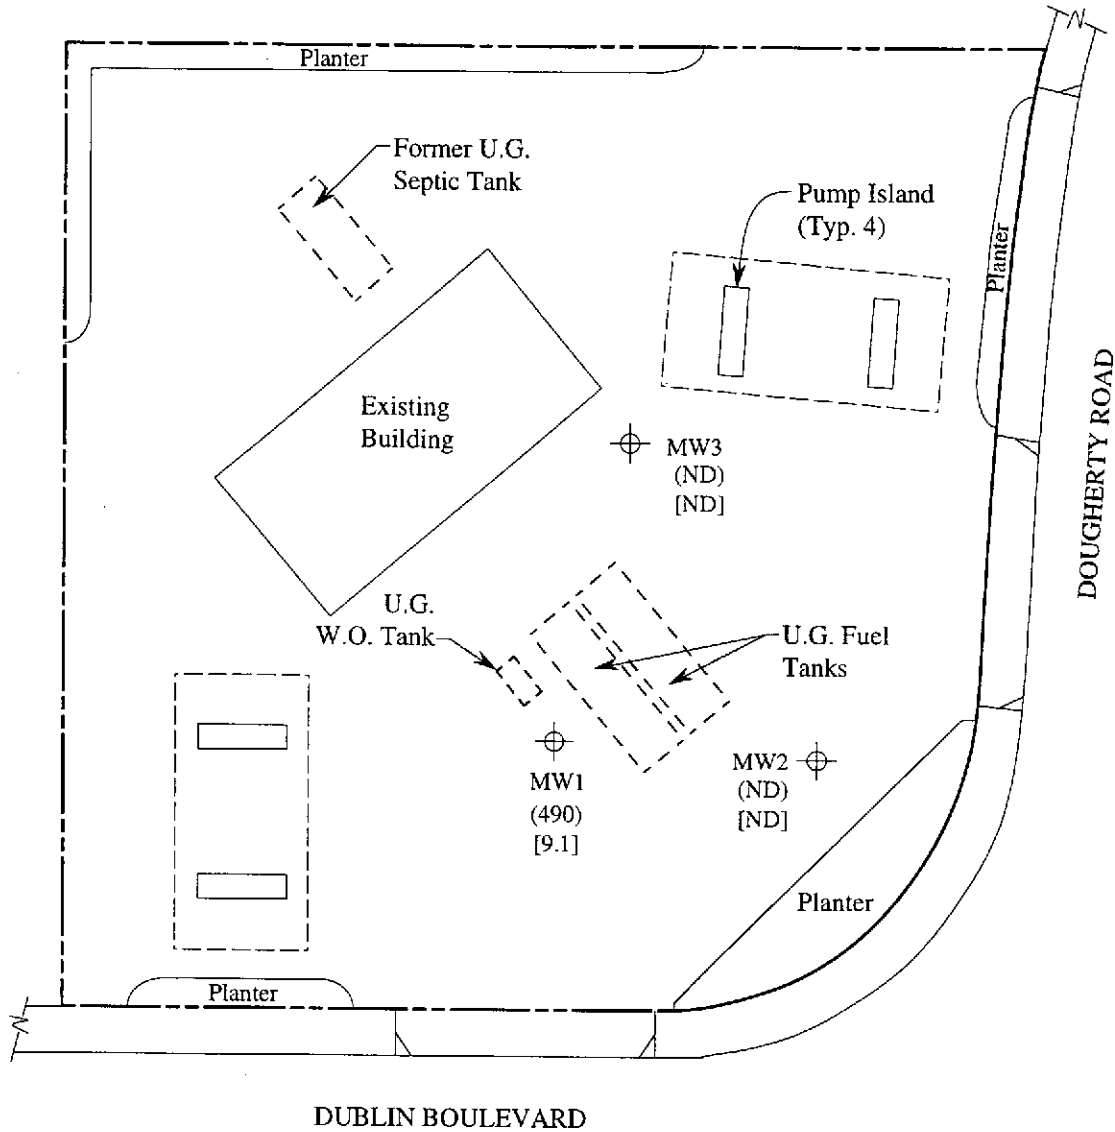 Planter
Former U.G.
Septic Tank
Pump Island
(Typ. 4)
Planter
Existing
Building
MW3
(ND)
[ND]
DOUGHERTY ROAD
U.G.
W.O. Tank
U.G. Fuel
Tanks
MW1
(490)
[9.1]
MW2
(ND)
[ND]
Planter
Planter
DUBLIN BOULEVARD